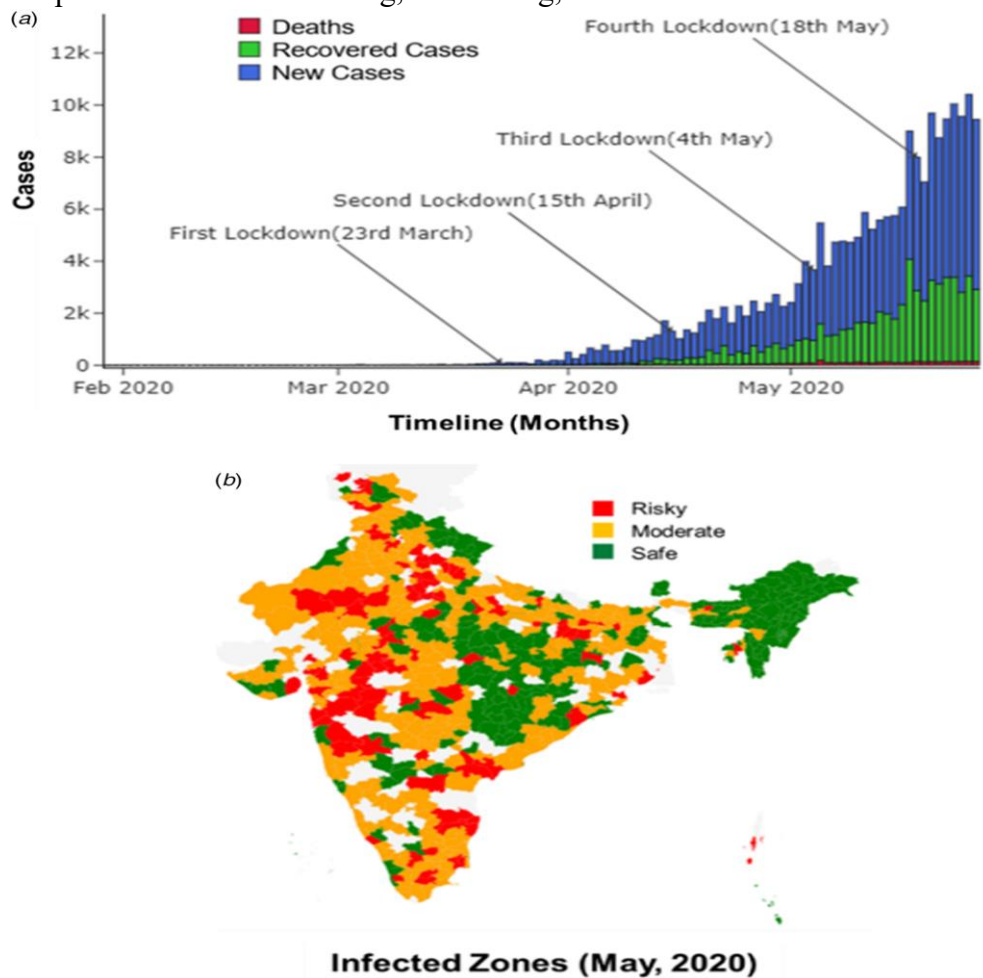 (a)
Deaths
Recovered Cases
New Cases
Fourth Lockdown(18th May)
Third Lockdown(4th May)
Second Lockdown(15th April)
First Lockdown(23rd March)
12k
10k
8k
6k
4k
2k
0
Cases
Feb 2020 Mar 2020 Apr 2020 May 2020
Timeline (Months)
(b)
Risky
Moderate
Safe
Infected Zones (May, 2020)